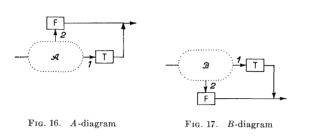 F
2
𝒜
1
T
ℬ
1
T
2
F
FIG. 16. A-diagram
FIG. 17. B-diagram